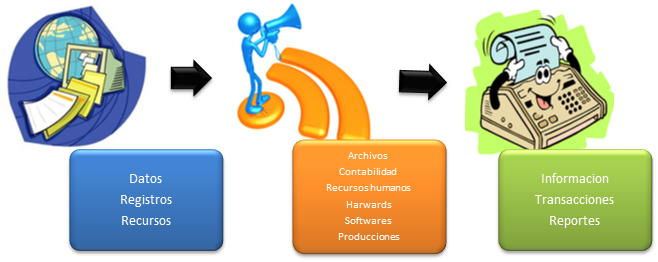 Datos
Registros
Recursos
Archivos
Contabilidad
Recursos humanos
Harwards
Softwares
Producciones
Informacion
Transacciones
Reportes